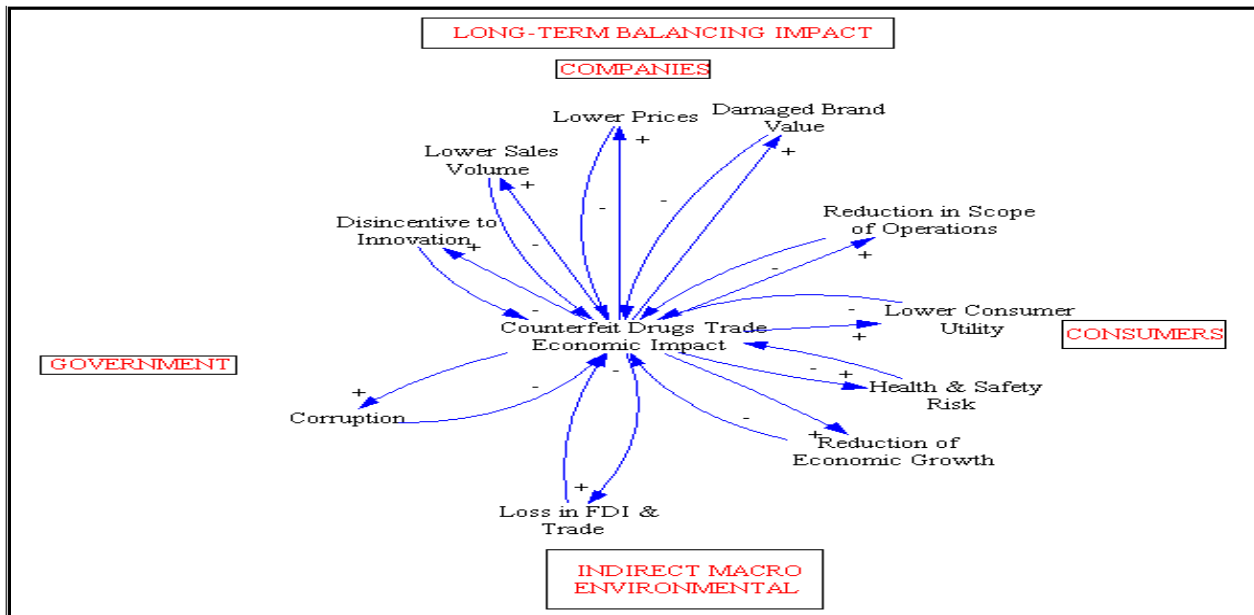 LONG-TERM BALANCING IMPACT
COMPANIES
Lower Prices
Damaged Brand
Value
+
+
Lower Sales
Volume
+
-
-
Disincentive to
Innovation
+
-
Reduction in Scope
of Operations
+
-
-
Counterfeit Drugs Trade
Economic Impact
-
Lower Consumer
Utility
+
CONSUMERS
GOVERNMENT
+
-
-
-
+
Health & Safety
Risk
Corruption
-
+
Reduction of
Economic Growth
+
Loss in FDI &
Trade
INDIRECT MACRO
ENVIRONMENTAL